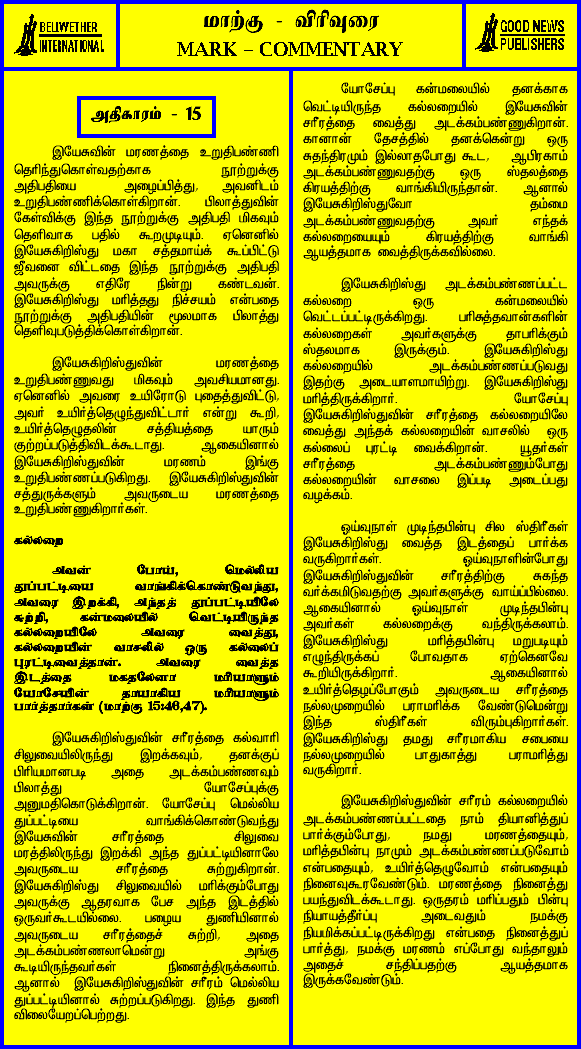 BELLWETHER
INTERNATIONAL
மாற்கு - விரிவுரை
MARK – COMMENTARY
GOOD NEWS
PUBLISHERS
அதிகாரம் - 15
இயேசுவின் மரணத்தை உறுதிபண்ணி
தெரிந்துகொள்வதற்காக நூற்றுக்கு
அதிபதியை அழைப்பித்து, அவனிடம்
உறுதிபண்ணிக்கொள்கிறான். பிலாத்துவின்
கேள்விக்கு இந்த நூற்றுக்கு அதிபதி மிகவும்
தெளிவாக பதில் கூறமுடியும். ஏனெனில்
இயேசுகிறிஸ்து மகா சத்தமாய்க் கூப்பிட்டு
ஜீவனை விட்டதை இந்த நூற்றுக்கு அதிபதி
அவருக்கு எதிரே நின்று கண்டவன்.
இயேசுகிறிஸ்து மரித்தது நிச்சயம் என்பதை
நூற்றுக்கு அதிபதியின் மூலமாக பிலாத்து
தெளிவுபடுத்திக்கொள்கிறான்.
இயேசுகிறிஸ்துவின் மரணத்தை
உறுதிபண்ணுவது மிகவும் அவசியமானது.
ஏனெனில் அவரை உயிரோடு புதைத்துவிட்டு,
அவர் உயிர்த்தெழுந்துவிட்டார் என்று கூறி,
உயிர்த்தெழுதலின் சத்தியத்தை யாரும்
குற்றப்படுத்திவிடக்கூடாது. ஆகையினால்
இயேசுகிறிஸ்துவின் மரணம் இங்கு
உறுதிபண்ணப்படுகிறது. இயேசுகிறிஸ்துவின்
சத்துருக்களும் அவருடைய மரணத்தை
உறுதிபண்ணுகிறார்கள்.
கல்லறை
அவன் போய், மெல்லிய
துப்பட்டியை வாங்கிக்கொண்டுவந்து,
அவரை இறக்கி, அந்தத் துப்பட்டியிலே
சுற்றி, கன்மலையில் வெட்டியிருந்த
கல்லறையிலே அவரை வைத்து,
கல்லறையின் வாசலில் ஒரு கல்லைப்
புரட்டிவைத்தான். அவரை வைத்த
இடத்தை மகதலேனா மரியாளும்
யோசேயின் தாயாகிய மரியாளும்
பார்த்தார்கள் (மாற்கு 15:46,47).
இயேசுகிறிஸ்துவின் சரீரத்தை கல்வாரி
சிலுவையிலிருந்து இறக்கவும், தனக்குப்
பிரியமானபடி அதை அடக்கம்பண்ணவும்
பிலாத்து யோசேப்புக்கு
அனுமதிகொடுக்கிறான். யோசேப்பு மெல்லிய
துப்பட்டியை வாங்கிக்கொண்டுவந்து
இயேசுவின் சரீரத்தை சிலுவை
மரத்திலிருந்து இறக்கி அந்த துப்பட்டியினாலே
அவருடைய சரீரத்தை சுற்றுகிறான்.
இயேசுகிறிஸ்து சிலுவையில் மரிக்கும்போது
அவருக்கு ஆதரவாக பேச அந்த இடத்தில்
ஒருவர்கூடயில்லை. பழைய துணியினால்
அவருடைய சரீரத்தைச் சுற்றி, அதை
அடக்கம்பண்ணலாமென்று அங்கு
கூடியிருந்தவர்கள் நினைத்திருக்கலாம்.
ஆனால் இயேசுகிறிஸ்துவின் சரீரம் மெல்லிய
துப்பட்டியினால் சுற்றப்படுகிறது. இந்த துணி
விலையேறப்பெற்றது.
யோசேப்பு கன்மலையில் தனக்காக
வெட்டியிருந்த கல்லறையில் இயேசுவின்
சரீரத்தை வைத்து அடக்கம்பண்ணுகிறான்.
கானான் தேசத்தில் தனக்கென்று ஒரு
சுதந்திரமும் இல்லாதபோது கூட, ஆபிரகாம்
அடக்கம்பண்ணுவதற்கு ஒரு ஸ்தலத்தை
கிரயத்திற்கு வாங்கியிருந்தான். ஆனால்
இயேசுகிறிஸ்துவோ தம்மை
அடக்கம்பண்ணுவதற்கு அவர் எந்தக்
கல்லறையையும் கிரயத்திற்கு வாங்கி
ஆயத்தமாக வைத்திருக்கவில்லை.
இயேசுகிறிஸ்து அடக்கம்பண்ணப்பட்ட
கல்லறை ஒரு கன்மலையில்
வெட்டப்பட்டிருக்கிறது. பரிசுத்தவான்களின்
கல்லறைகள் அவர்களுக்கு தாபரிக்கும்
ஸ்தலமாக இருக்கும். இயேசுகிறிஸ்து
கல்லறையில் அடக்கம்பண்ணப்படுவது
இதற்கு அடையாளமாயிற்று. இயேசுகிறிஸ்து
மரித்திருக்கிறார். யோசேப்பு
இயேசுகிறிஸ்துவின் சரீரத்தை கல்லறையிலே
வைத்து அந்தக் கல்லறையின் வாசலில் ஒரு
கல்லைப் புரட்டி வைக்கிறான். யூதர்கள்
சரீரத்தை அடக்கம்பண்ணும்போது
கல்லறையின் வாசலை இப்படி அடைப்பது
வழக்கம்.
ஓய்வுநாள் முடிந்தபின்பு சில ஸ்திரீகள்
இயேசுகிறிஸ்து வைத்த இடத்தைப் பார்க்க
வருகிறார்கள். ஓய்வுநாளின்போது
இயேசுகிறிஸ்துவின் சரீரத்திற்கு சுகந்த
வர்க்கமிடுவதற்கு அவர்களுக்கு வாய்ப்பில்லை.
ஆகையினால் ஓய்வுநாள் முடிந்தபின்பு
அவர்கள் கல்லறைக்கு வந்திருக்கலாம்.
இயேசுகிறிஸ்து மரித்தபின்பு மறுபடியும்
எழுந்திருக்கப் போவதாக ஏற்கெனவே
கூறியிருக்கிறார். ஆகையினால்
உயிர்த்தெழப்போகும் அவருடைய சரீரத்தை
நல்லமுறையில் பராமரிக்க வேண்டுமென்று
இந்த ஸ்திரீகள் விரும்புகிறார்கள்.
இயேசுகிறிஸ்து தமது சரீரமாகிய சபையை
நல்லமுறையில் பாதுகாத்து பராமரித்து
வருகிறார்.
இயேசுகிறிஸ்துவின் சரீரம் கல்லறையில்
அடக்கம்பண்ணப்பட்டதை நாம் தியானித்துப்
பார்க்கும்போது, நமது மரணத்தையும்,
மரித்தபின்பு நாமும் அடக்கம்பண்ணப்படுவோம்
என்பதையும், உயிர்த்தெழுவோம் என்பதையும்
நினைவுகூரவேண்டும். மரணத்தை நினைத்து
பயந்துவிடக்கூடாது. ஒருதரம் மரிப்பதும் பின்பு
நியாயத்தீர்ப்பு அடைவதும் நமக்கு
நியமிக்கப்பட்டிருக்கிறது என்பதை நினைத்துப்
பார்த்து, நமக்கு மரணம் எப்போது வந்தாலும்
அதைச் சந்திப்பதற்கு ஆயத்தமாக
இருக்கவேண்டும்.